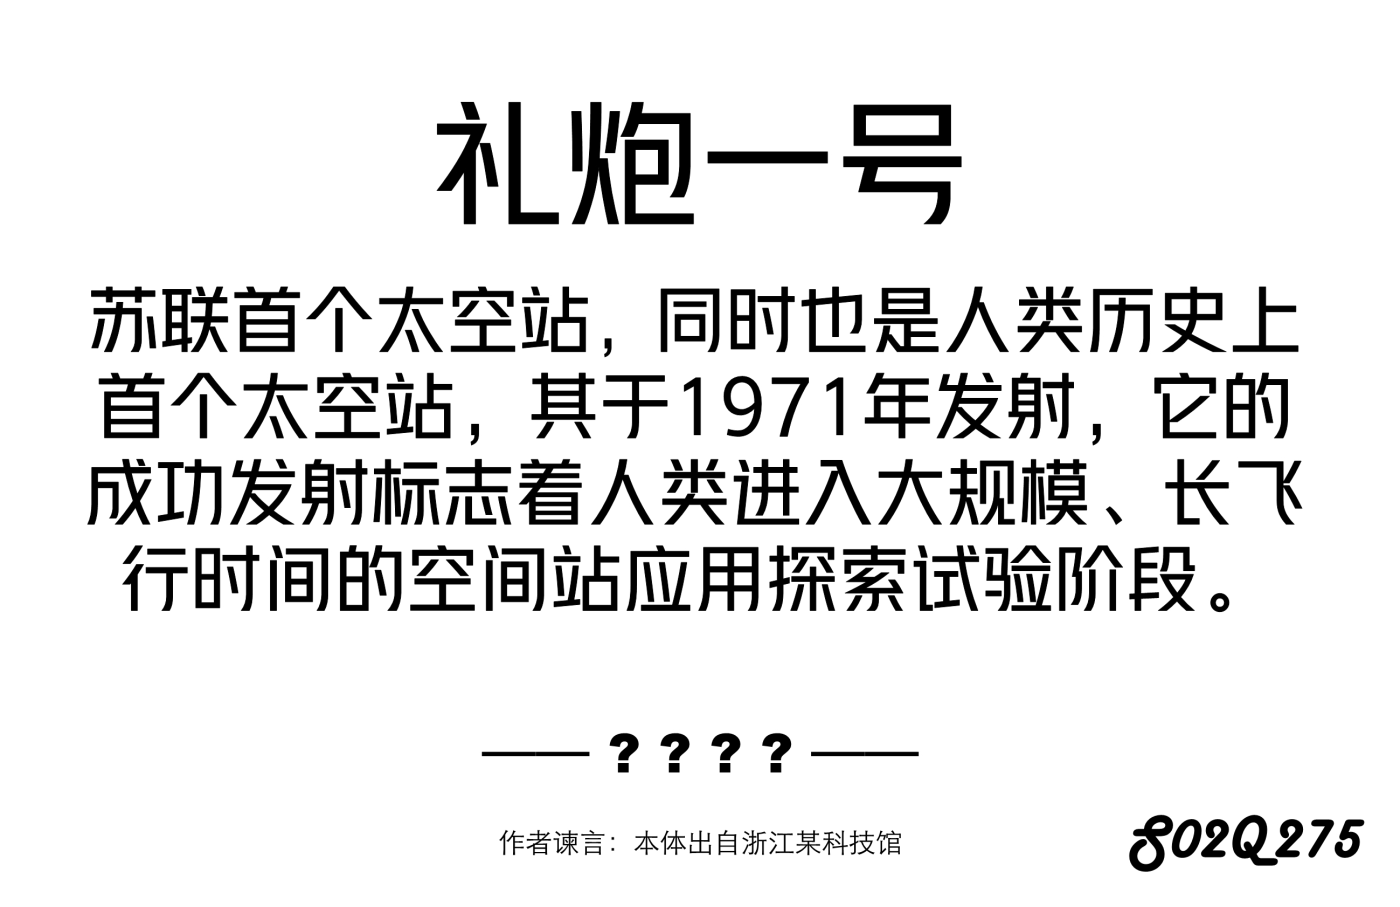 礼炮一号
苏联首个太空站，同时也是人类历史上
首个太空站，其于1971年发射，它的
成功发射标志着人类进入大规模、长飞
行时间的空间站应用探索试验阶段。
——？？？？——
作者谏言：本体出自浙江某科技馆
S02Q275